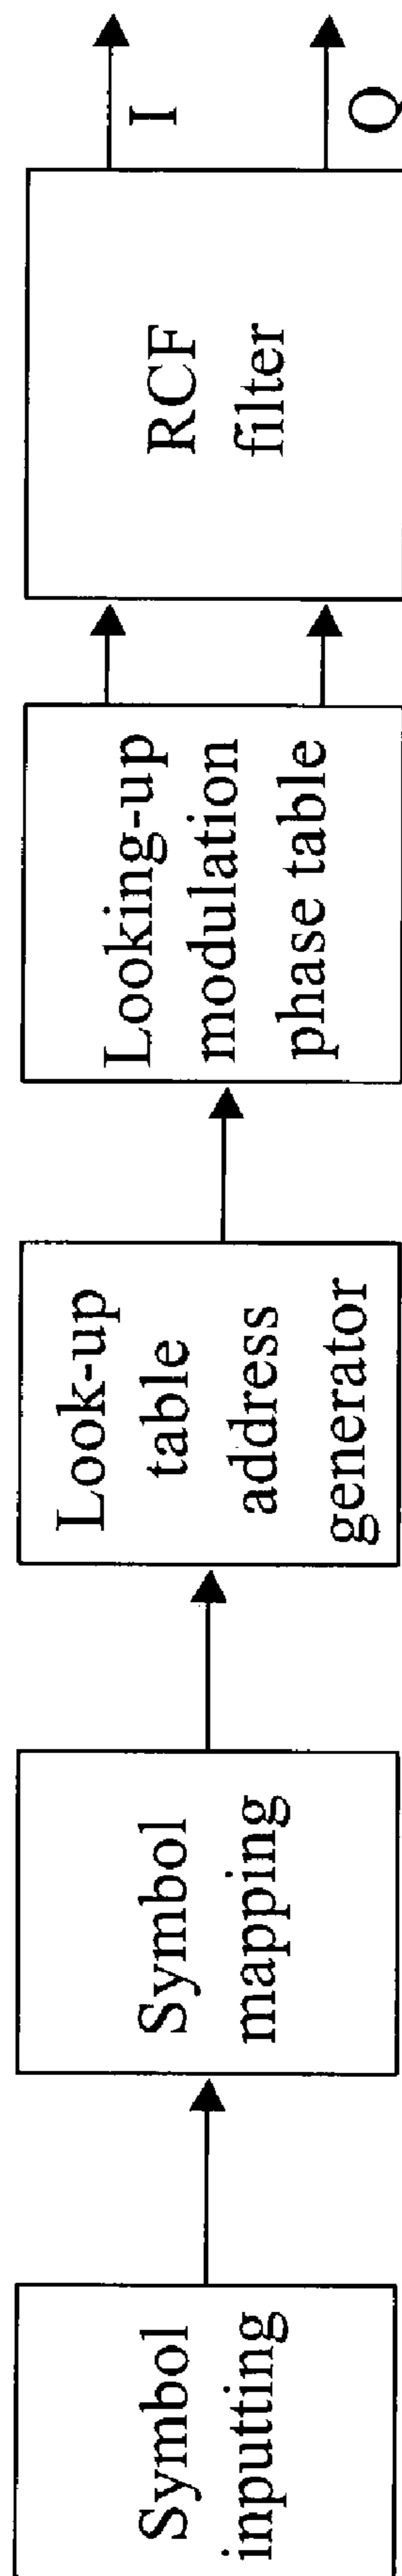 Symbol
inputting
Symbol
mapping
Look-up
table
address
generator
Looking-up
modulation
phase table
RCF
filter
I
Q